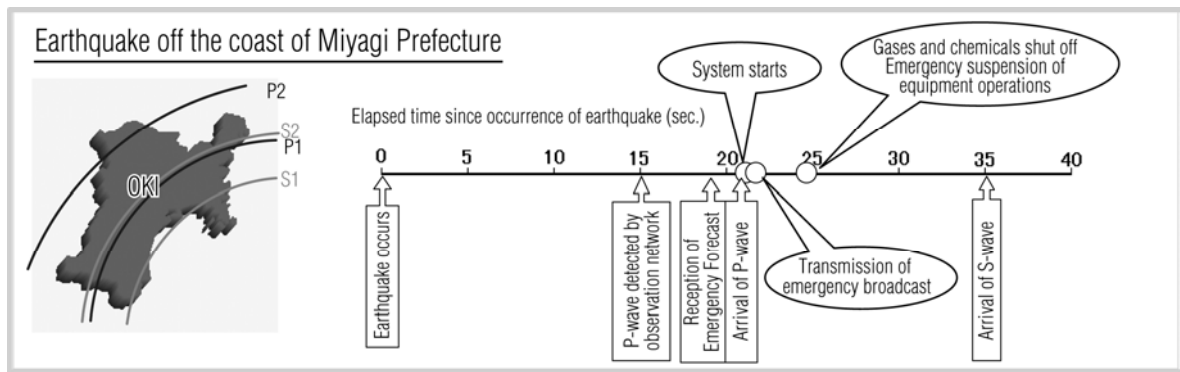 Earthquake off the coast of Miyagi Prefecture
P2
S2
P1
S1
OKI
System starts
Gases and chemicals shut off
Emergency suspension of
equipment operations
Elapsed time since occurrence of earthquake (sec.)
0 5 10 15 20 25 30 35 40
Earthquake occurs
P-wave detected by
observation network
Reception of
Emergency Forecast
Arrival of P-wave
Transmission of
emergency broadcast
Arrival of S-wave